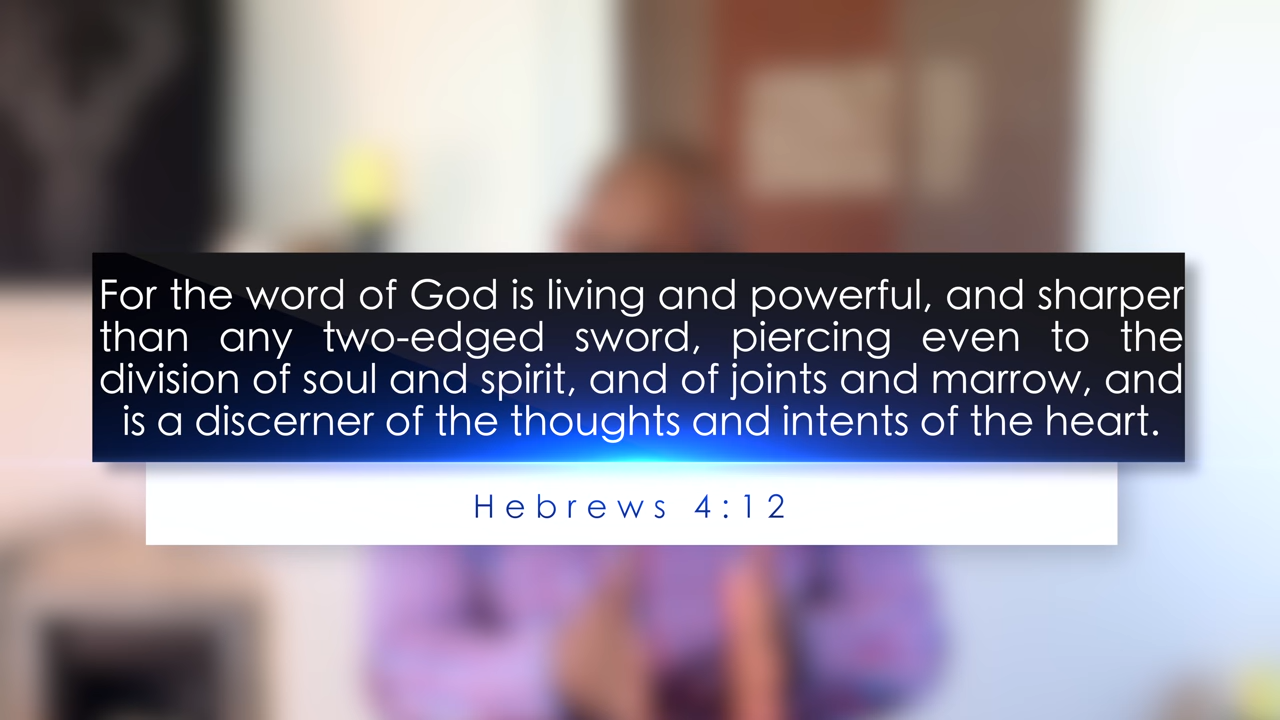 For the word of God is living and powerful, and sharper
than any two-edged sword, piercing even to the
division of soul and spirit, and of joints and marrow, and
is a discerner of the thoughts and intents of the heart.
Hebrews 4:12